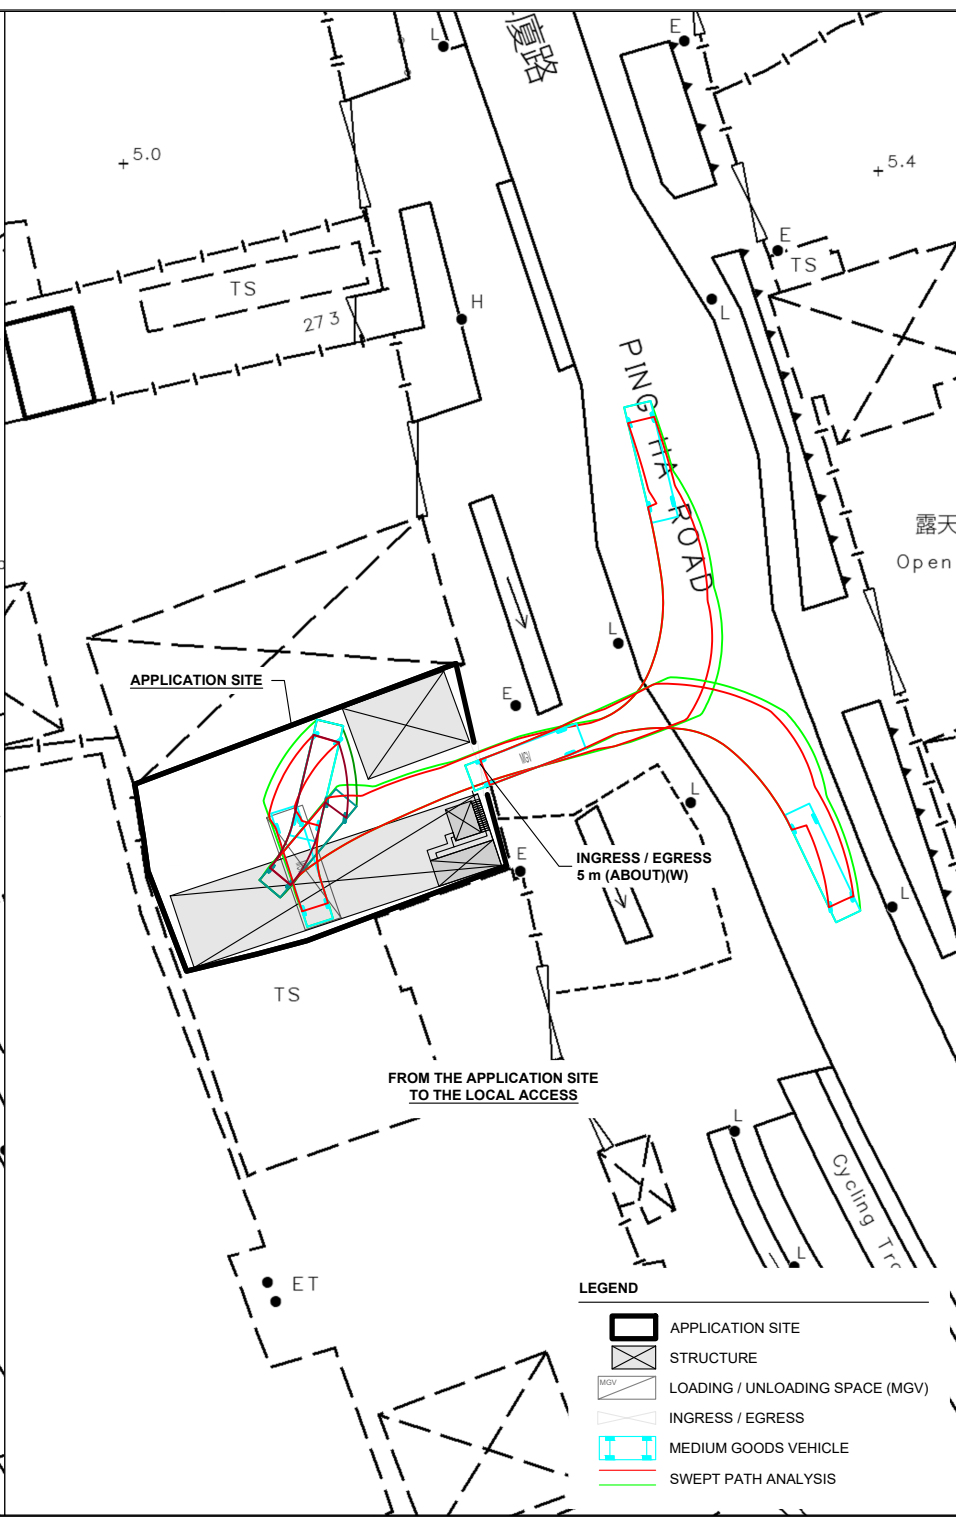 廈路
L
E
5.0
5.4
E
TS
TS
H
L
273
PING HA ROAD
露天
Open
L
APPLICATION SITE
E
MGV
L
INGRESS / EGRESS
5 m (ABOUT)(W)
E
L
TS
FROM THE APPLICATION SITE
TO THE LOCAL ACCESS
L
Cycling Tra
L
ET
LEGEND
APPLICATION SITE
STRUCTURE
MGV
LOADING / UNLOADING SPACE (MGV)
INGRESS / EGRESS
MEDIUM GOODS VEHICLE
SWEPT PATH ANALYSIS